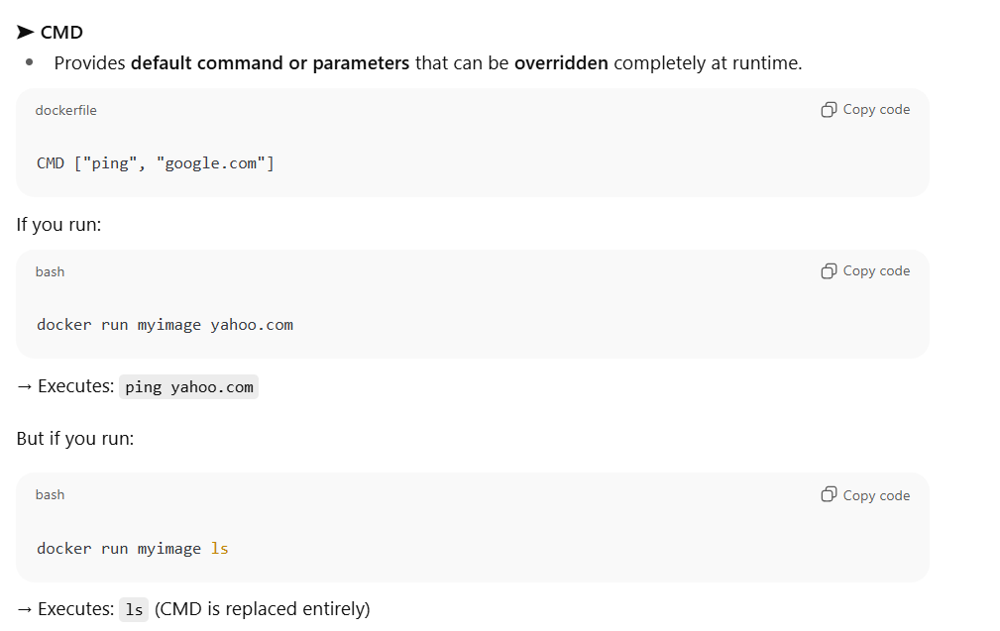 ➤ CMD
• Provides default command or parameters that can be overridden completely at runtime.
dockerfile Copy code
CMD ["ping", "google.com"]
If you run:
bash Copy code
docker run myimage yahoo.com
→ Executes: ping yahoo.com
But if you run:
bash Copy code
docker run myimage ls
→ Executes: ls (CMD is replaced entirely)